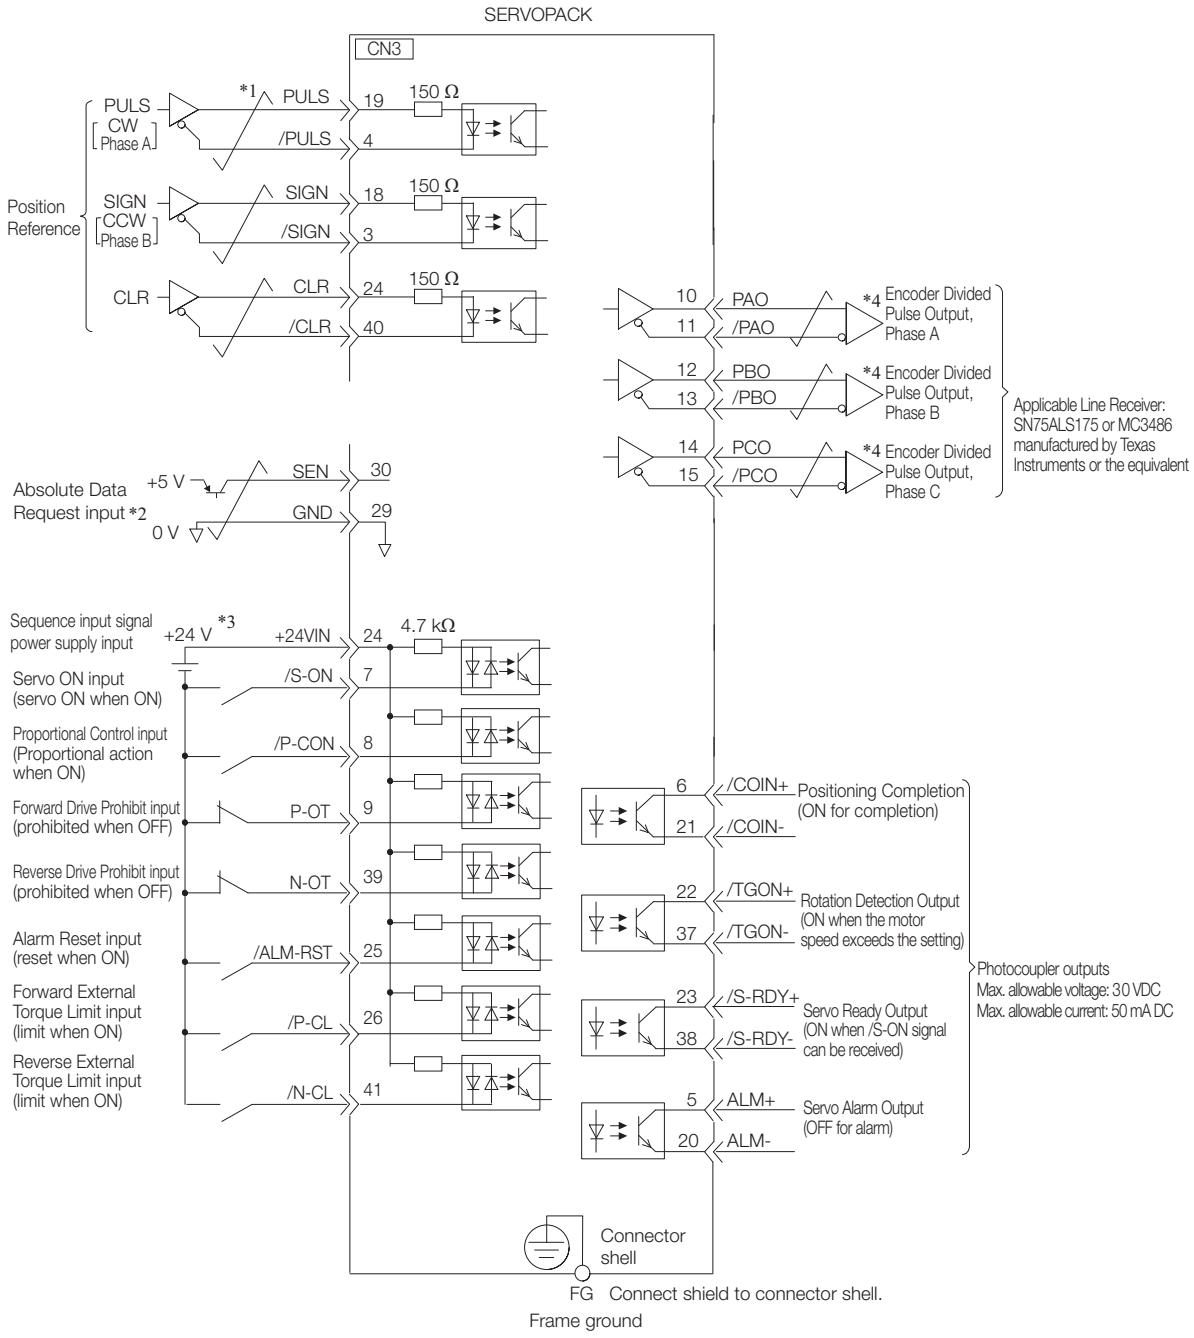 SERVOPACK
CN3
Position
Reference
PULS
CW
Phase A
*1
PULS
19
150 Ω
/PULS
4
SIGN
CCW
Phase B
SIGN
18
150 Ω
/SIGN
3
CLR
CLR
24
150 Ω
/CLR
40
10
PAO
11
/PAO
*4 Encoder Divided
Pulse Output,
Phase A
12
PBO
13
/PBO
*4 Encoder Divided
Pulse Output,
Phase B
14
PCO
15
/PCO
*4 Encoder Divided
Pulse Output,
Phase C
Applicable Line Receiver:
SN75ALS175 or MC3486
manufactured by Texas
Instruments or the equivalent
Absolute Data
Request input *2
+5 V
SEN
30
0 V
GND
29
Sequence input signal
power supply input
+24 V
*3
+24VIN
24
4.7 kΩ
Servo ON input
(servo ON when ON)
/S-ON
7
Proportional Control input
(Proportional action
when ON)
/P-CON
8
Forward Drive Prohibit input
(prohibited when OFF)
P-OT
9
Reverse Drive Prohibit input
(prohibited when OFF)
N-OT
39
Alarm Reset input
(reset when ON)
/ALM-RST
25
Forward External
Torque Limit input
(limit when ON)
/P-CL
26
Reverse External
Torque Limit input
(limit when ON)
/N-CL
41
6
/COIN+
21
/COIN-
Positioning Completion
(ON for completion)
22
/TGON+
37
/TGON-
Rotation Detection Output
(ON when the motor
speed exceeds the setting)
23
/S-RDY+
38
/S-RDY-
Servo Ready Output
(ON when /S-ON signal
can be received)
5
ALM+
20
ALM-
Servo Alarm Output
(OFF for alarm)
Photocoupler outputs
Max. allowable voltage: 30 VDC
Max. allowable current: 50 mA DC
Connector
shell
FG
Connect shield to connector shell.
Frame ground